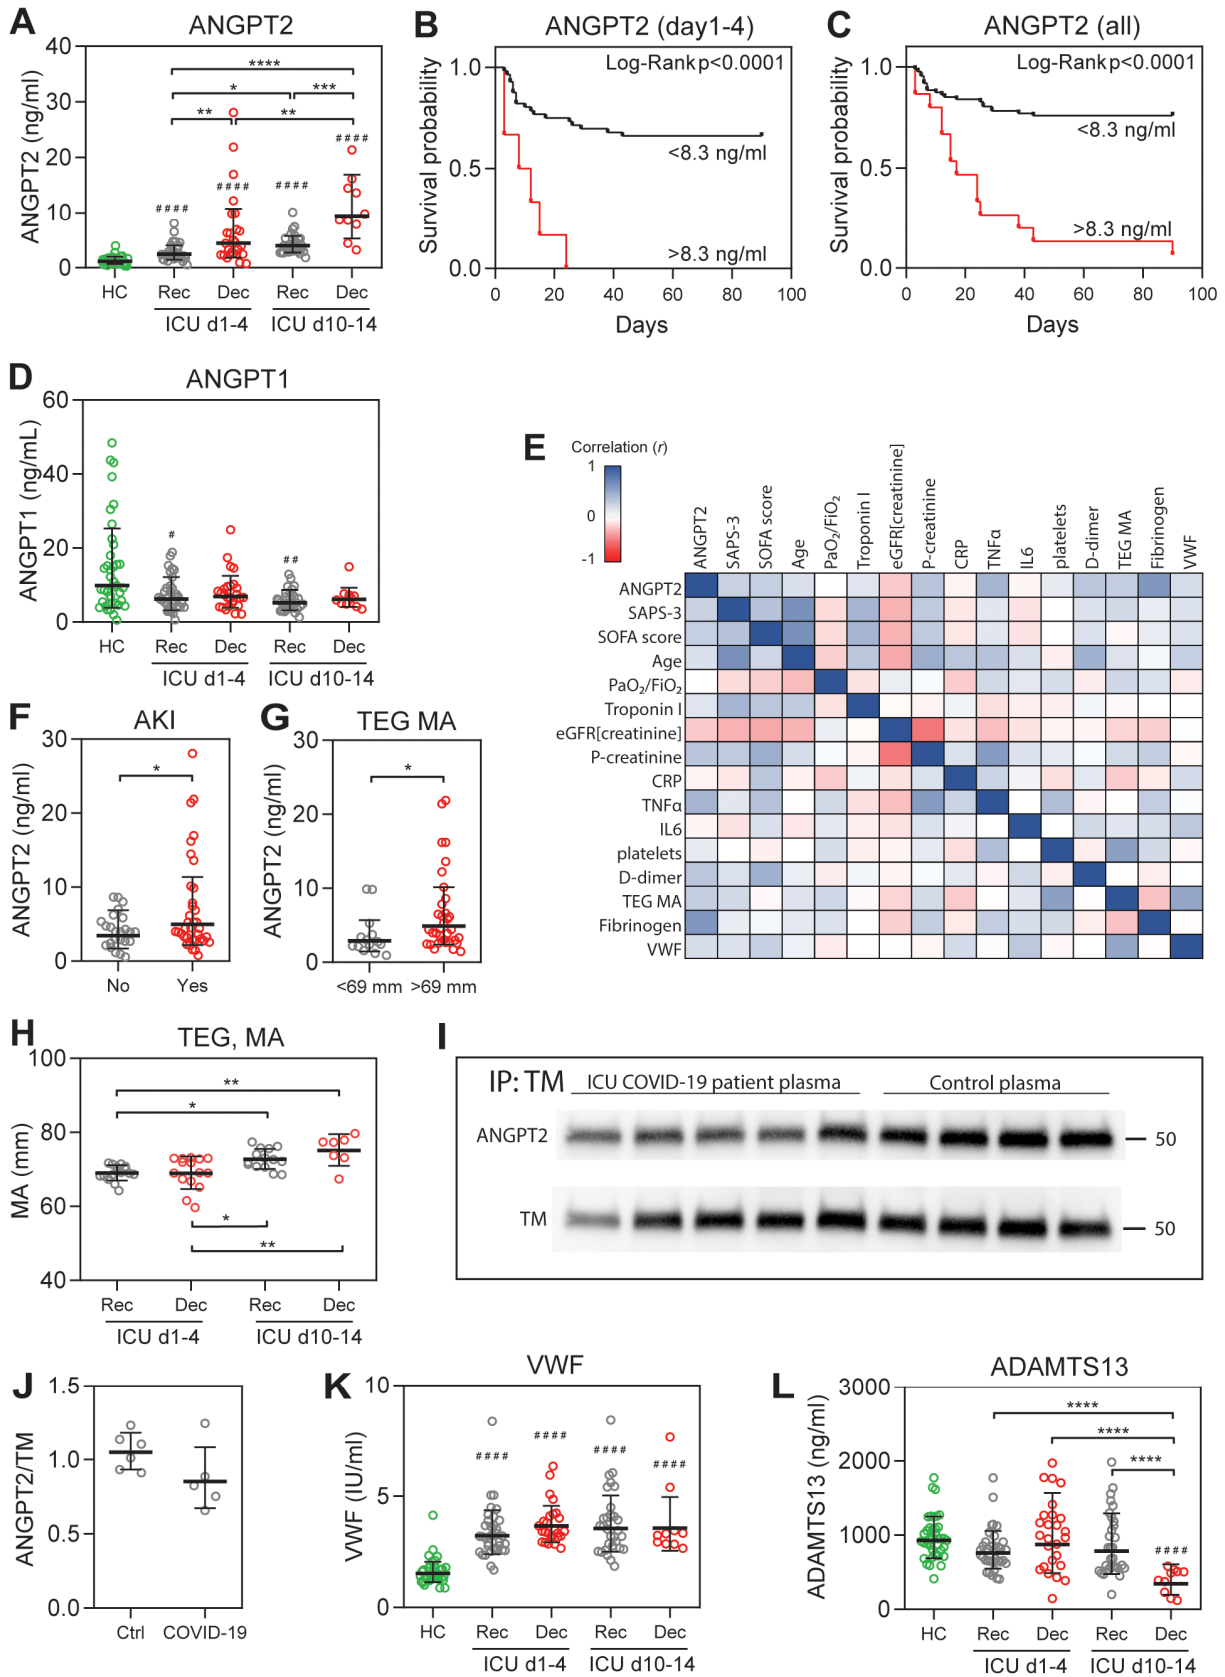 A
ANGPT2
ANGPT2 (ng/ml)
40
30
20
10
0
****
*
***
**
**
####
####
####
####
HC
Rec
Dec
Rec
Dec
ICU d1-4
ICU d10-14
B
ANGPT2 (day1-4)
Survival probability
1.0
0.5
0.0
Log-Rank p<0.0001
<8.3 ng/ml
>8.3 ng/ml
0
20
40
60
80
100
Days
C
ANGPT2 (all)
Survival probability
1.0
0.5
0.0
Log-Rank p<0.0001
<8.3 ng/ml
>8.3 ng/ml
0
20
40
60
80
100
Days
D
ANGPT1
ANGPT1 (ng/mL)
60
40
20
0
#
##
HC
Rec
Dec
Rec
Dec
ICU d1-4
ICU d10-14
E
Correlation (r)
1
0
-1
ANGPT2
SAPS-3
SOFA score
Age
PaO₂/FiO₂
Troponin I
eGFR[creatinine]
P-creatinine
CRP
TNFα
IL6
platelets
D-dimer
TEG MA
Fibrinogen
VWF
ANGPT2
SAPS-3
SOFA score
Age
PaO₂/FiO₂
Troponin I
eGFR[creatinine]
P-creatinine
CRP
TNFα
IL6
platelets
D-dimer
TEG MA
Fibrinogen
VWF
F
AKI
ANGPT2 (ng/ml)
30
20
10
0
*
No
Yes
G
TEG MA
ANGPT2 (ng/ml)
30
20
10
0
*
<69 mm
>69 mm
H
TEG, MA
MA (mm)
100
80
60
40
**
*
*
**
Rec
Dec
Rec
Dec
ICU d1-4
ICU d10-14
I
IP: TM
ICU COVID-19 patient plasma
Control plasma
ANGPT2
50
TM
50
J
ANGPT2/TM
1.5
1.0
0.5
0.0
Ctrl
COVID-19
K
VWF
VWF (IU/ml)
10
5
0
####
####
####
####
HC
Rec
Dec
Rec
Dec
ICU d1-4
ICU d10-14
L
ADAMTS13
ADAMTS13 (ng/ml)
3000
2000
1000
0
****
****
****
####
HC
Rec
Dec
Rec
Dec
ICU d1-4
ICU d10-14